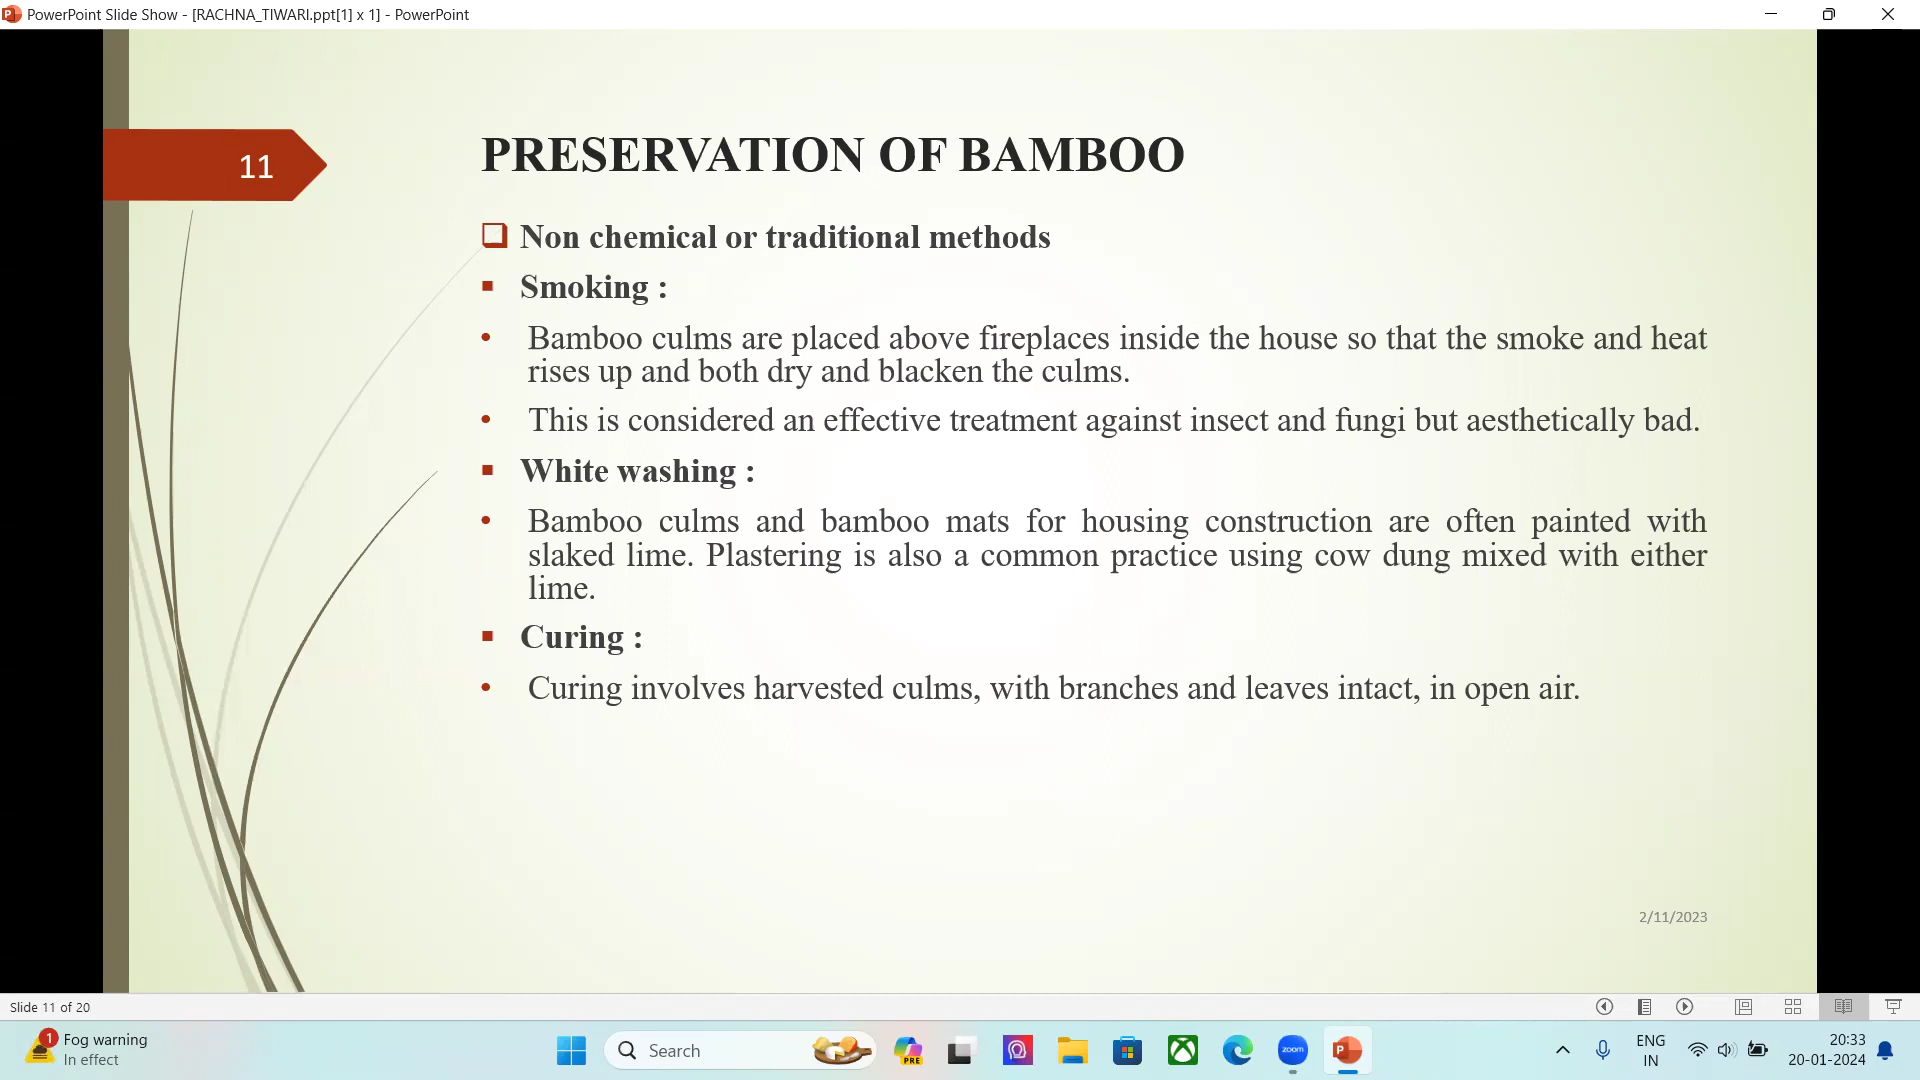 PowerPoint Slide Show - [RACHNA_TIWARI.ppt[1] x 1] - PowerPoint
11
PRESERVATION OF BAMBOO
Non chemical or traditional methods
Smoking :
Bamboo culms are placed above fireplaces inside the house so that the smoke and heat
rises up and both dry and blacken the culms.
This is considered an effective treatment against insect and fungi but aesthetically bad.
White washing :
Bamboo culms and bamboo mats for housing construction are often painted with
slaked lime. Plastering is also a common practice using cow dung mixed with either
lime.
Curing :
Curing involves harvested culms, with branches and leaves intact, in open air.
2/11/2023
Slide 11 of 20
1
Fog warning
In effect
Search
PRE
zoom
P
ENG
IN
20:33
20-01-2024